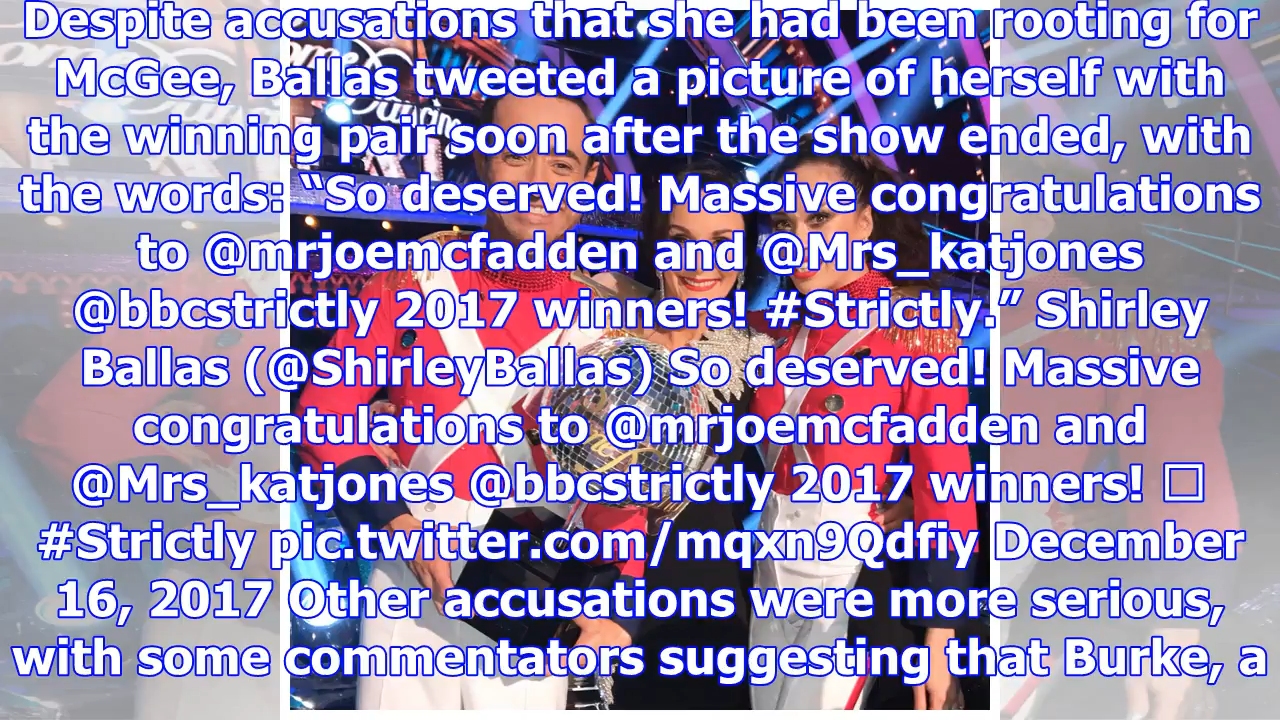 Despite accusations that she had been rooting for
McGee, Ballas tweeted a picture of herself with
the winning pair soon after the show ended, with
the words: “So deserved! Massive congratulations
to @mrjoemcfadden and @Mrs_katjones
@bbcstrictly 2017 winners! #Strictly.” Shirley
Ballas (@ShirleyBallas) So deserved! Massive
congratulations to @mrjoemcfadden and
@Mrs_katjones @bbcstrictly 2017 winners! □
#Strictly pic.twitter.com/mqxn9Qdfiy December
16, 2017 Other accusations were more serious,
with some commentators suggesting that Burke, a